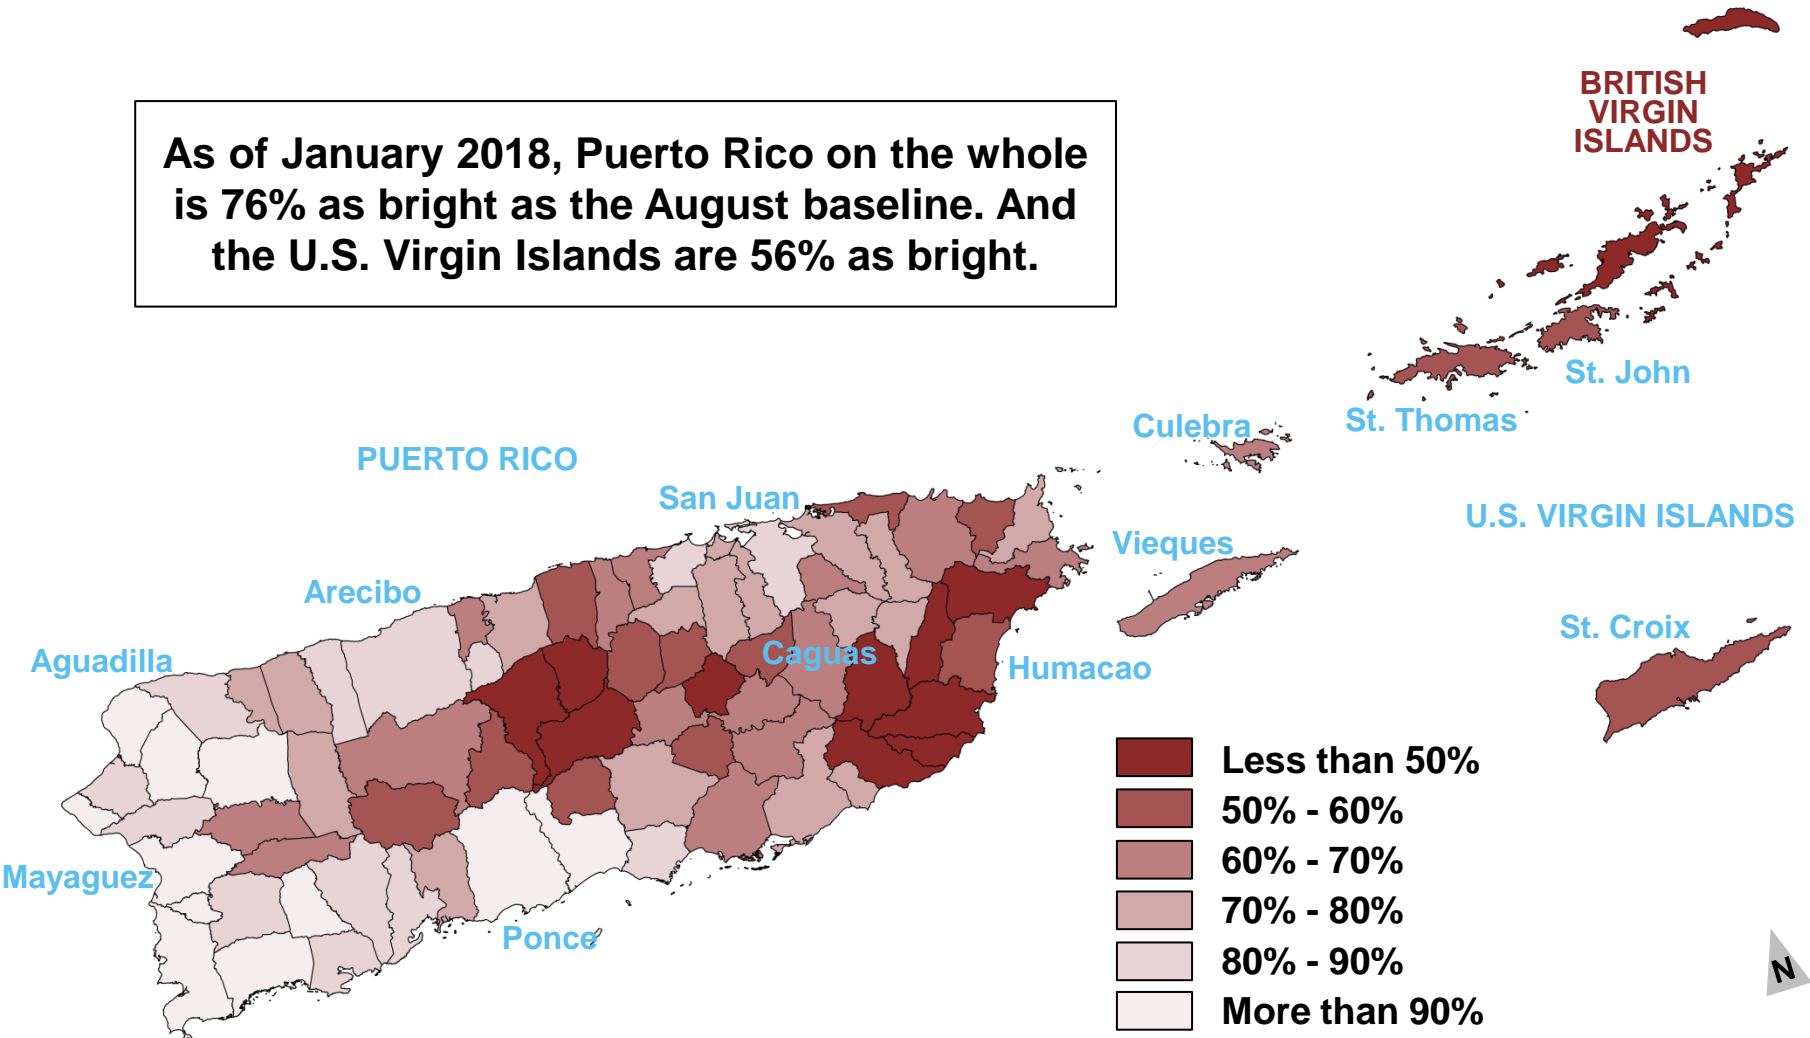 BRITISH
VIRGIN
ISLANDS
As of January 2018, Puerto Rico on the whole
is 76% as bright as the August baseline. And
the U.S. Virgin Islands are 56% as bright.
St. John
St. Thomas
Culebra
PUERTO RICO
San Juan
U.S. VIRGIN ISLANDS
Vieques
Arecibo
St. Croix
Aguadilla
Caguas
Humacao
Mayaguez
Ponce
Less than 50%
50% - 60%
60% - 70%
70% - 80%
80% - 90%
More than 90%
N